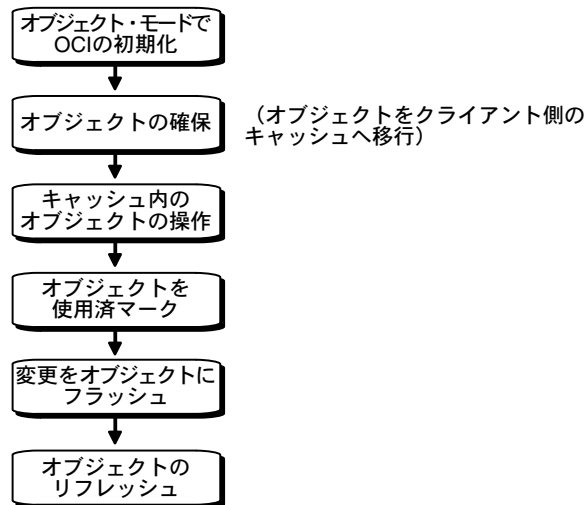 オブジェクト・モードで
OCIの初期化
オブジェクトの確保
（オブジェクトをクライアント側の
キャッシュへ移行）
キャッシュ内の
オブジェクトの操作
オブジェクトを
使用済マーク
変更をオブジェクトに
フラッシュ
オブジェクトの
リフレッシュ